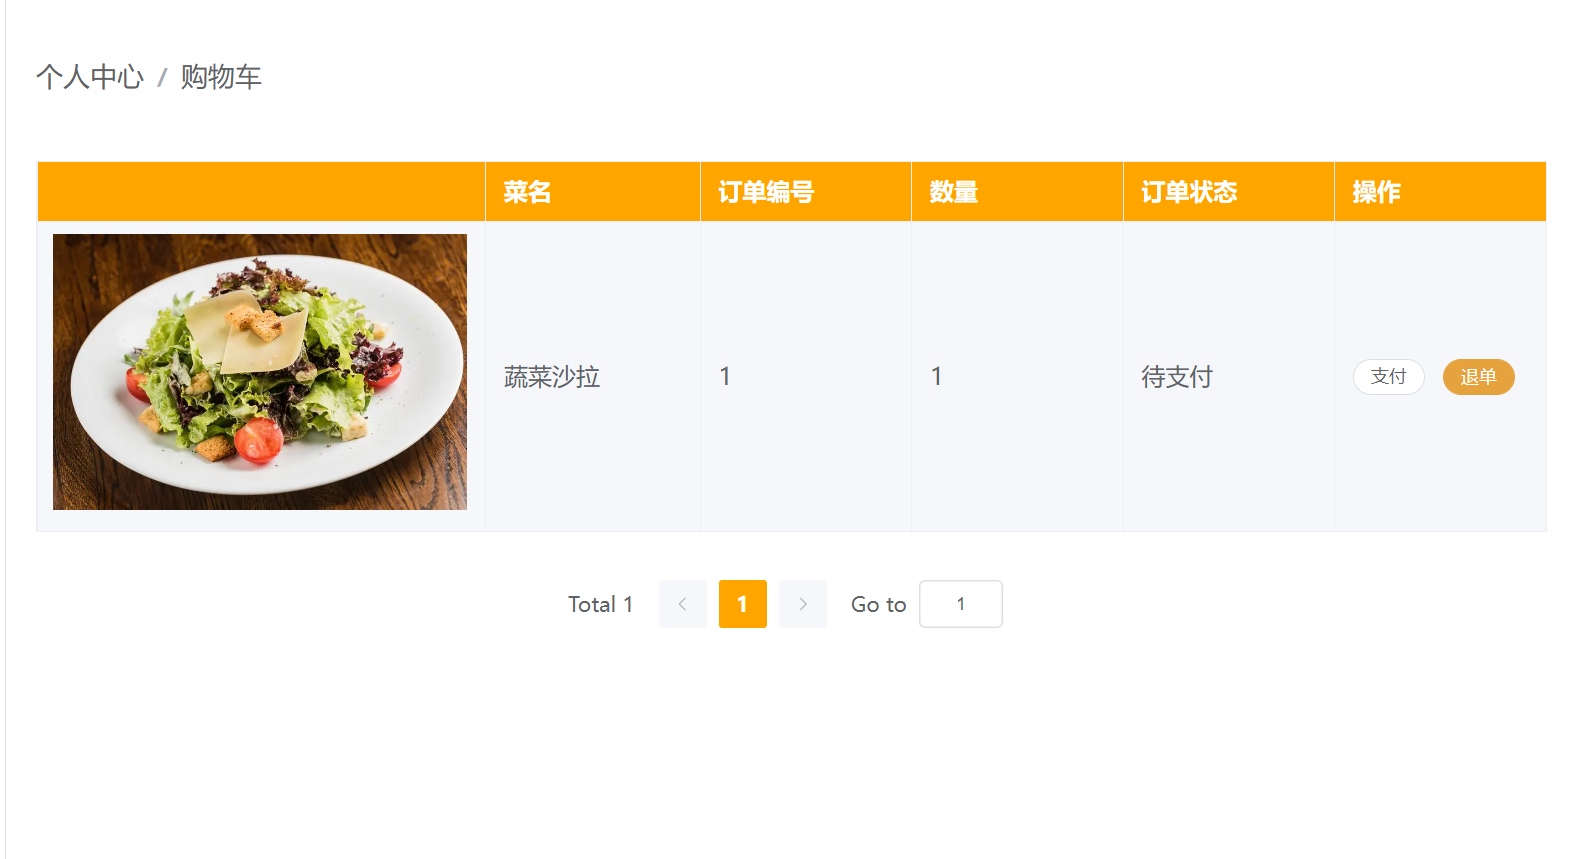 个人中心 / 购物车
菜名 订单编号 数量 订单状态 操作
蔬菜沙拉 1 1 待支付 支付 退单
Total 1 1 Go to 1